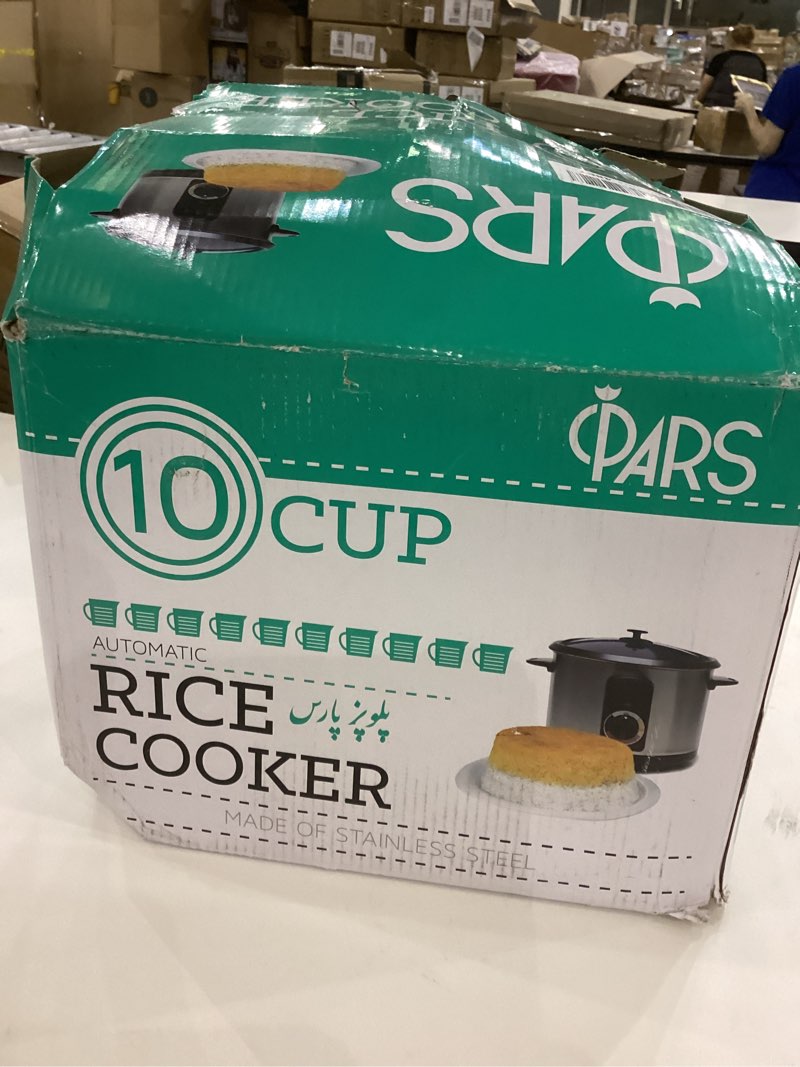 PARS
PARS
10 CUP
AUTOMATIC
RICE پلوپز پارس
COOKER
MADE OF STAINLESS STEEL